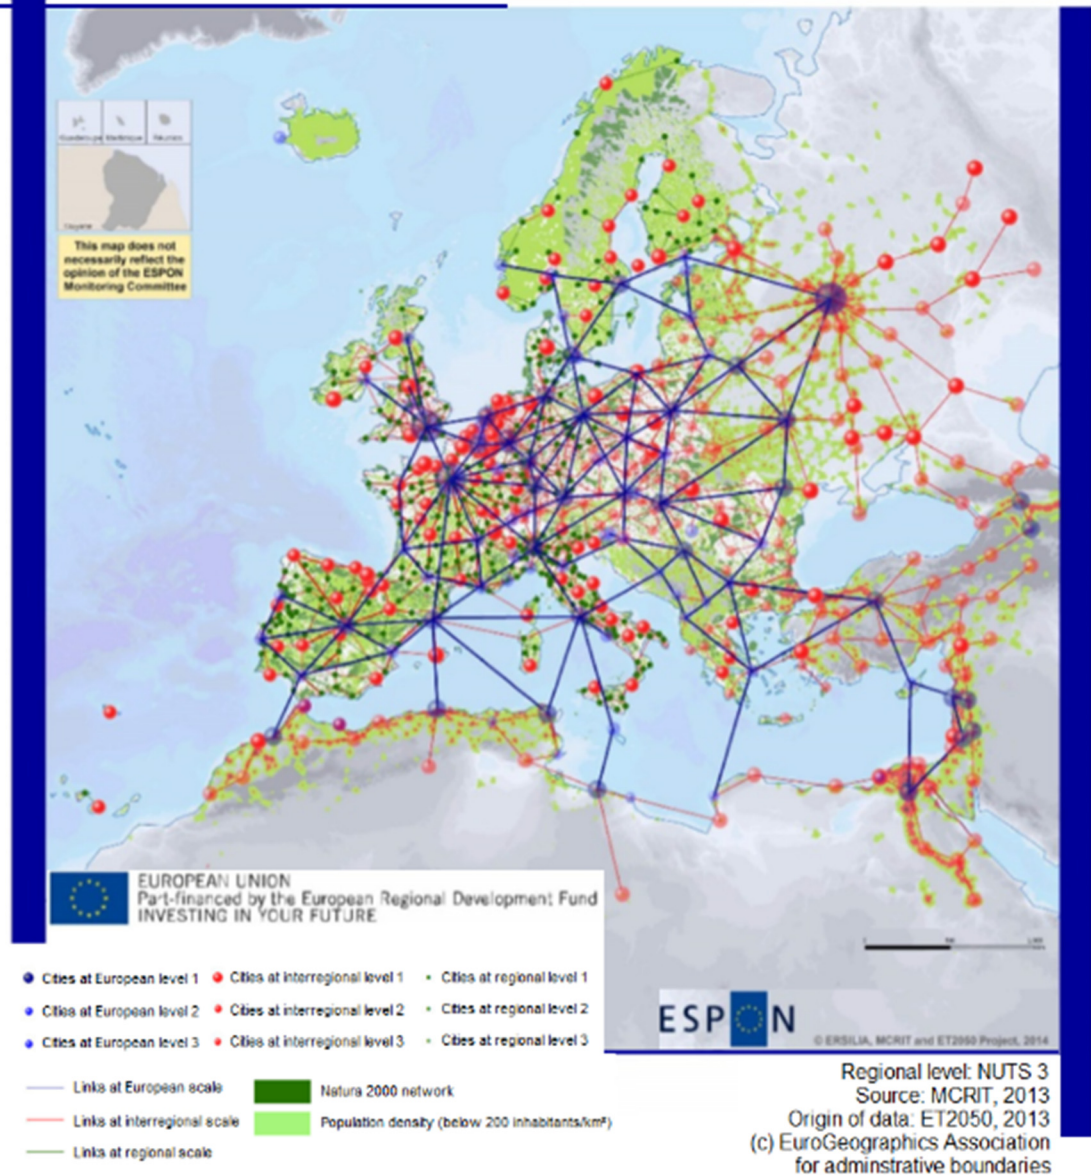 This map does not
necessarily reflect the
opinion of the ESPON
Monitoring Committee
EUROPEAN UNION
Part-financed by the European Regional Development Fund
INVESTING IN YOUR FUTURE
Cities at European level 1
Cities at interregional level 1
Cities at regional level 1
Cities at European level 2
Cities at interregional level 2
Cities at regional level 2
Cities at European level 3
Cities at interregional level 3
Cities at regional level 3
ESPON
© ERSILIA, MCRIT and ET2050 Project, 2014
Links at European scale
Natura 2000 network
Links at interregional scale
Population density (below 200 inhabitants/km²)
Links at regional scale
Regional level: NUTS 3
Source: MCRIT, 2013
Origin of data: ET2050, 2013
(c) EuroGeographics Association
for adminstrative boundaries